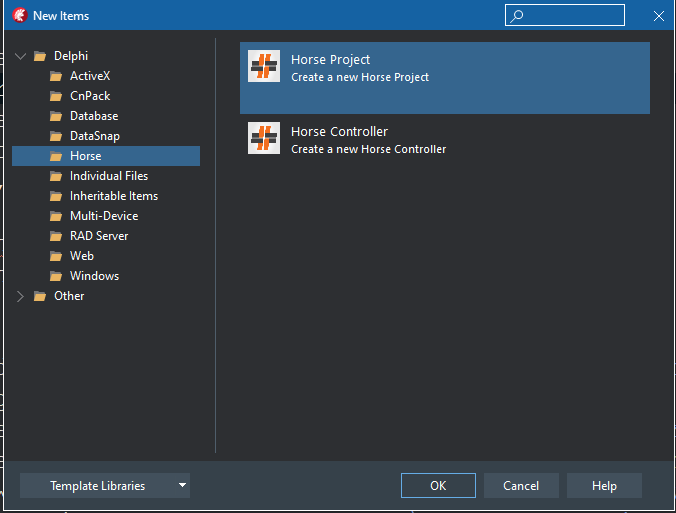 New Items
Delphi
ActiveX
CnPack
Database
DataSnap
Horse
Individual Files
Inheritable Items
Multi-Device
RAD Server
Web
Windows
Other
Horse Project
Create a new Horse Project
Horse Controller
Create a new Horse Controller
Template Libraries
OK
Cancel
Help